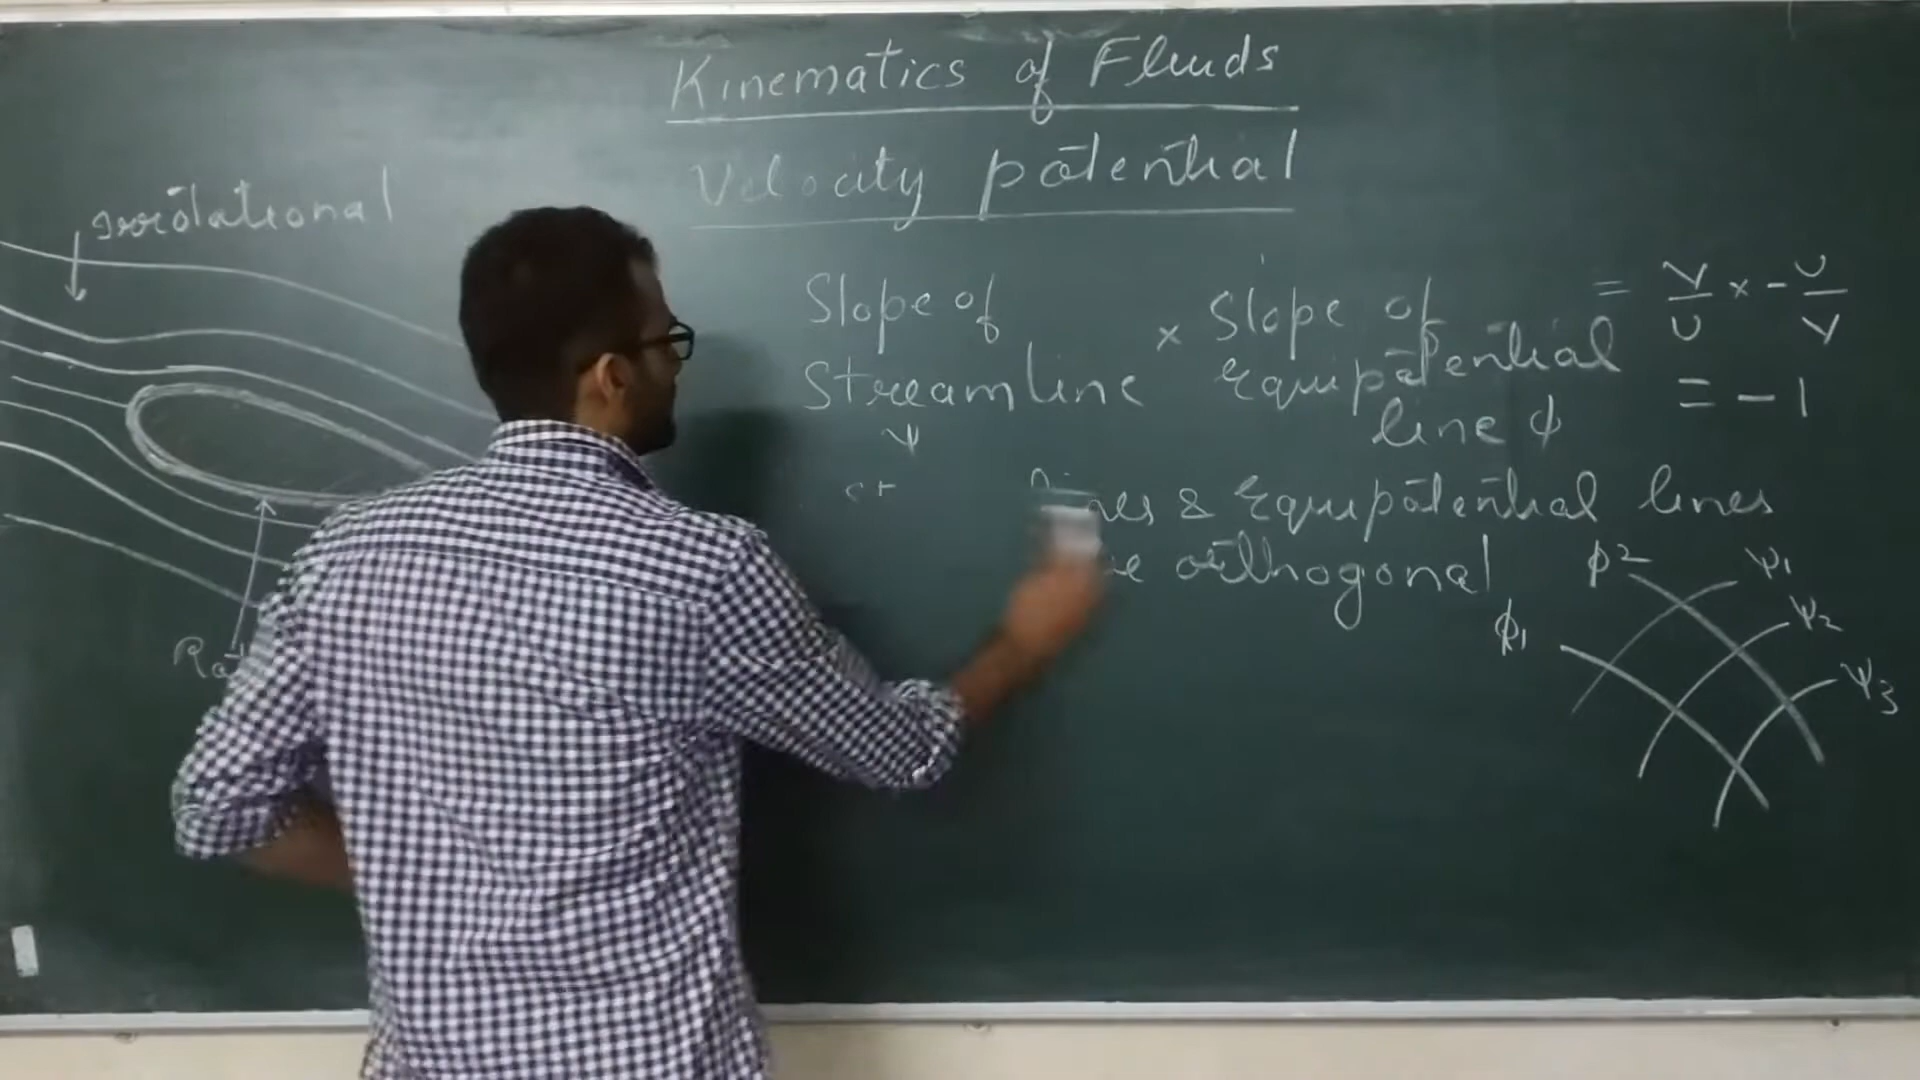 Kinematics of Fluids
Velocity potential
Irrotational
Slope of
Streamline
ψ
× Slope of
equipotential
line ϕ
= V/U × - U/V
= -1
& Equipotential lines
orthogonal
ϕ2
ψ1
ϕ1
ψ2
ψ3